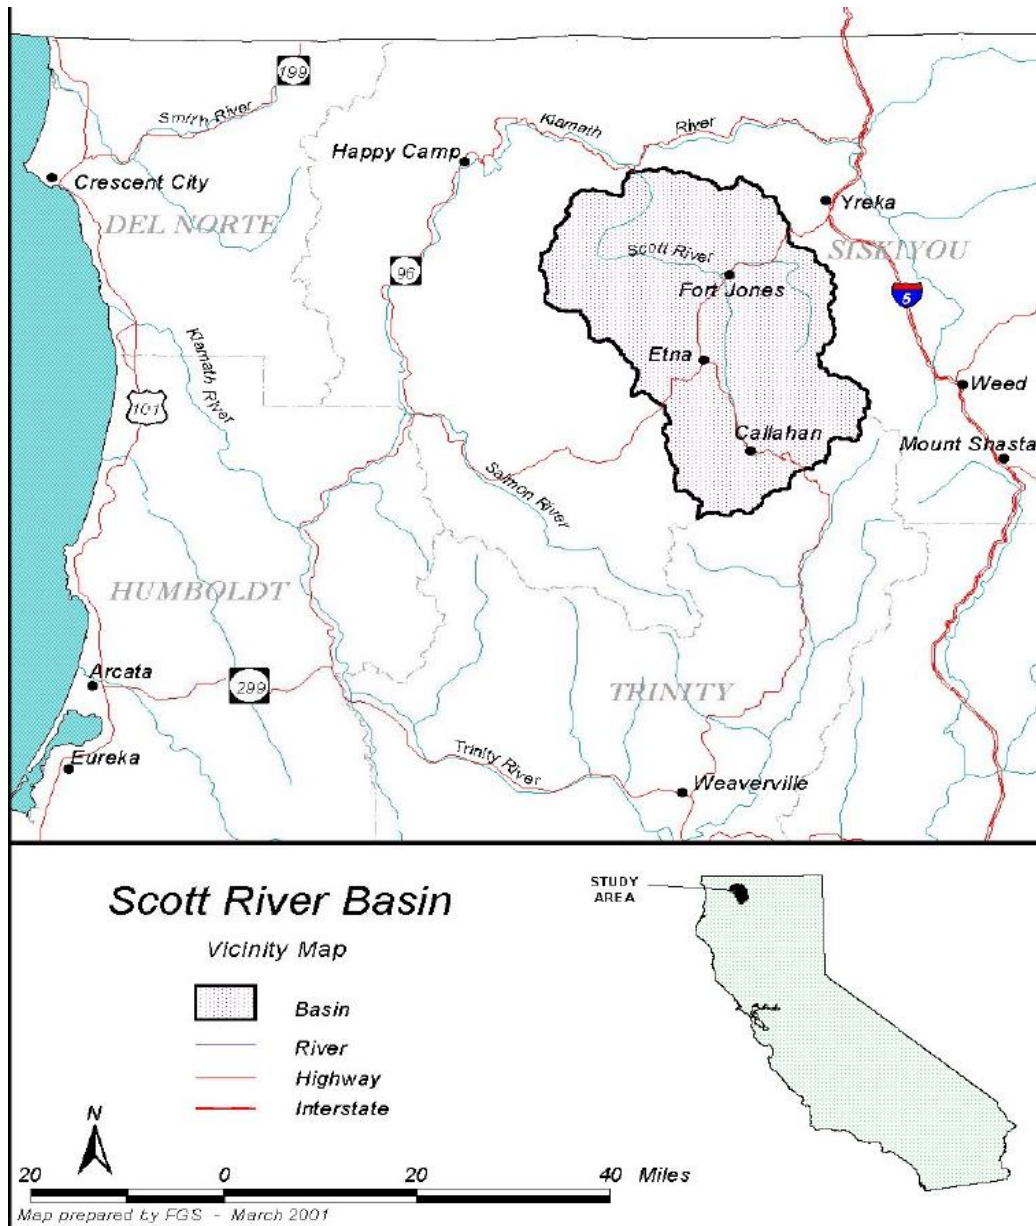 199
Smith River
Klamath River
Happy Camp
Crescent City
Yreka
DEL NORTE
SISKIYOU
Scott River
96
Fort Jones
5
Klamath River
Etna
Weed
101
Callahan
Mount Shasta
Salmon River
HUMBOLDT
Arcata
299
TRINITY
Eureka
Trinity River
Weaverville
Scott River Basin
Vicinity Map
Basin
River
Highway
Interstate
STUDY
AREA
N
20 0 20 40 Miles
Map prepared by FGS - March 2001